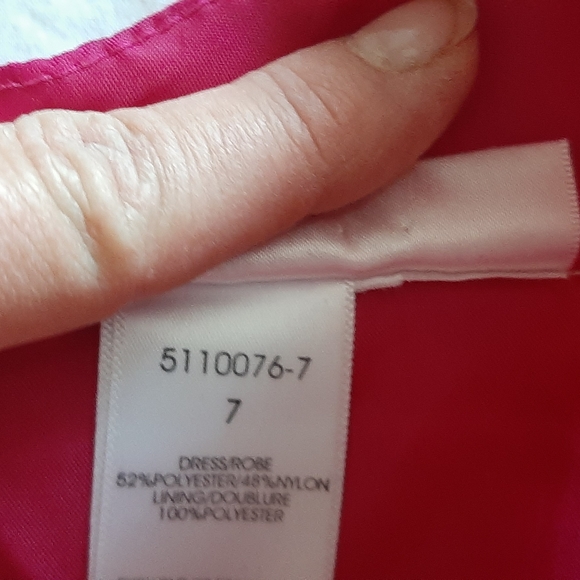 5110076-7
7
DRESS/ROBE
52%POLYESTER/48%NYLON
LINING/DOUBLURE
100%POLYESTER